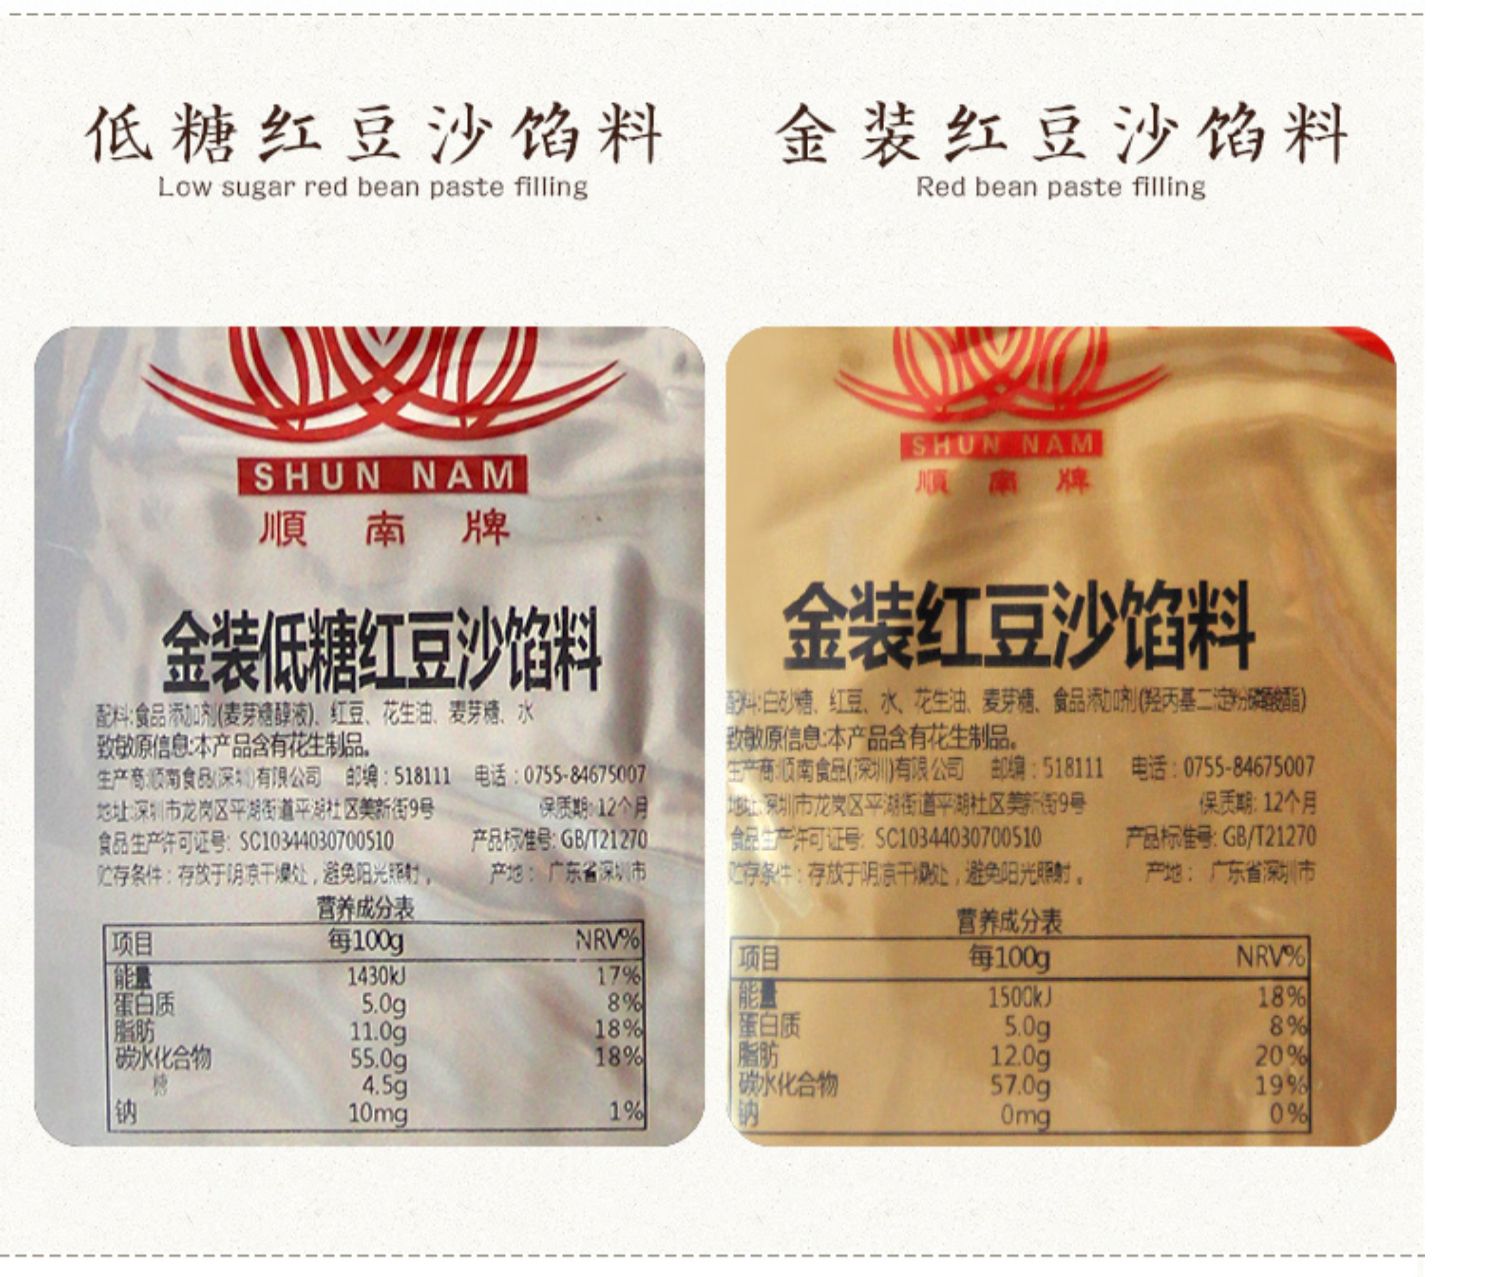 低糖红豆沙馅料
Low sugar red bean paste filling
SHUN NAM
順南牌
金装低糖红豆沙馅料
配料:食品添加剂(麦芽糖醇液)、红豆、花生油、麦芽糖、水
致敏原信息:本产品含有花生制品。
生产商:顺南食品(深圳)有限公司 邮编:518111 电话:0755-84675007
地址:深圳市龙岗区平湖街道平湖社区美新街9号 保质期:12个月
食品生产许可证号: SC10344030700510 产品标准号: GB/T21270
贮存条件:存放于阴凉干燥处,避免阳光照射。 产地: 广东省深圳市
营养成分表
项目 每100g NRV%
能量 1430kJ 17%
蛋白质 5.0g 8%
脂肪 11.0g 18%
碳水化合物 55.0g 18%
糖 4.5g
钠 10mg 1%
金装红豆沙馅料
Red bean paste filling
SHUN NAM
順南牌
金装红豆沙馅料
配料:白砂糖、红豆、水、花生油、麦芽糖、食品添加剂(羟丙基二淀粉磷酸酯)
致敏原信息:本产品含有花生制品。
生产商:顺南食品(深圳)有限公司 邮编:518111 电话:0755-84675007
地址:深圳市龙岗区平湖街道平湖社区美新街9号 保质期: 12个月
食品生产许可证号: SC10344030700510 产品标准号: GB/T21270
贮存条件:存放于阴凉干燥处,避免阳光照射。 产地: 广东省深圳市
营养成分表
项目 每100g NRV%
能量 1500kJ 18%
蛋白质 5.0g 8%
脂肪 12.0g 20%
碳水化合物 57.0g 19%
钠 0mg 0%